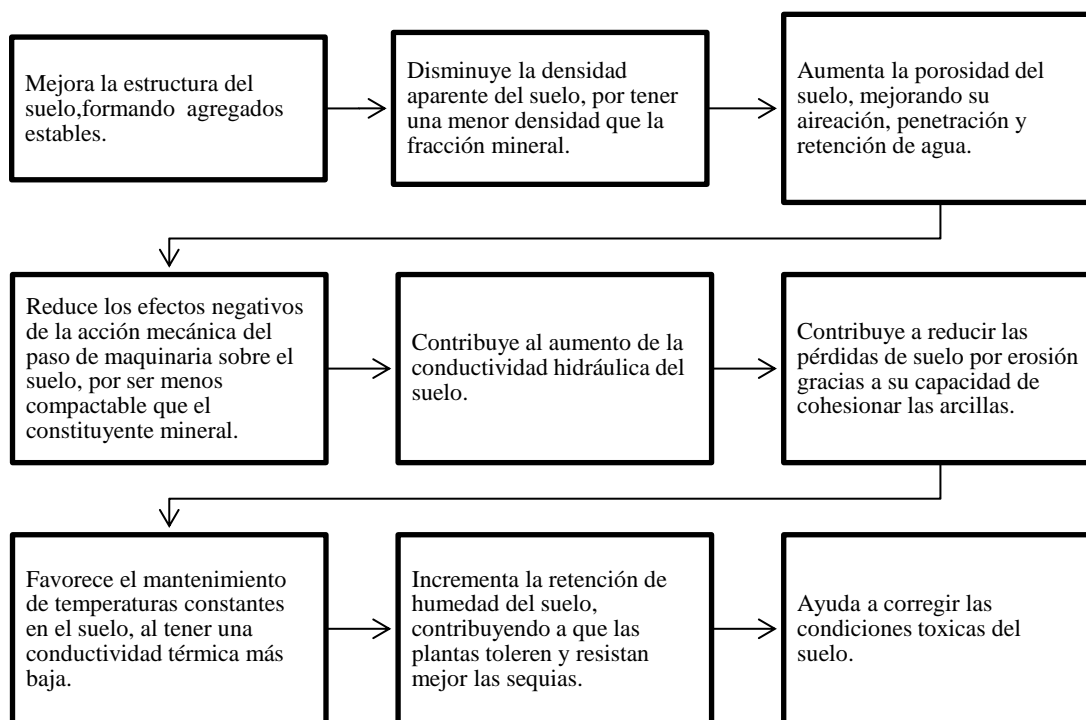 Mejora la estructura del
suelo,formando agregados
estables.
Disminuye la densidad
aparente del suelo, por tener
una menor densidad que la
fracción mineral.
Aumenta la porosidad del
suelo, mejorando su
aireación, penetración y
retención de agua.
Reduce los efectos negativos
de la acción mecánica del
paso de maquinaria sobre el
suelo, por ser menos
compactable que el
constituyente mineral.
Contribuye al aumento de la
conductividad hidráulica del
suelo.
Contribuye a reducir las
pérdidas de suelo por erosión
gracias a su capacidad de
cohesionar las arcillas.
Favorece el mantenimiento
de temperaturas constantes
en el suelo, al tener una
conductividad térmica más
baja.
Incrementa la retención de
humedad del suelo,
contribuyendo a que las
plantas toleren y resistan
mejor las sequias.
Ayuda a corregir las
condiciones toxicas del
suelo.